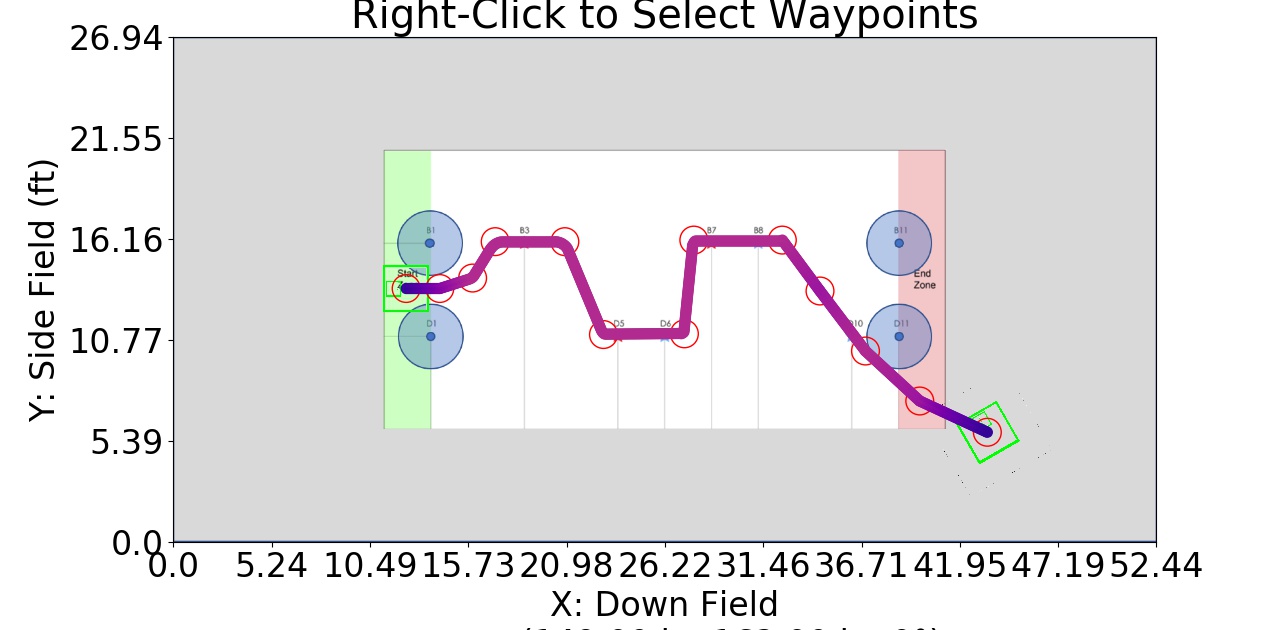 Right-Click to Select Waypoints
26.94
21.55
16.16
10.77
5.39
0.0
Y: Side Field (ft)
B1
B3
B7
B8
B11
Start
End
Zone
D1
D5
D6
D10
D11
0.0 5.24 10.49 15.73 20.98 26.22 31.46 36.71 41.95 47.19 52.44
X: Down Field